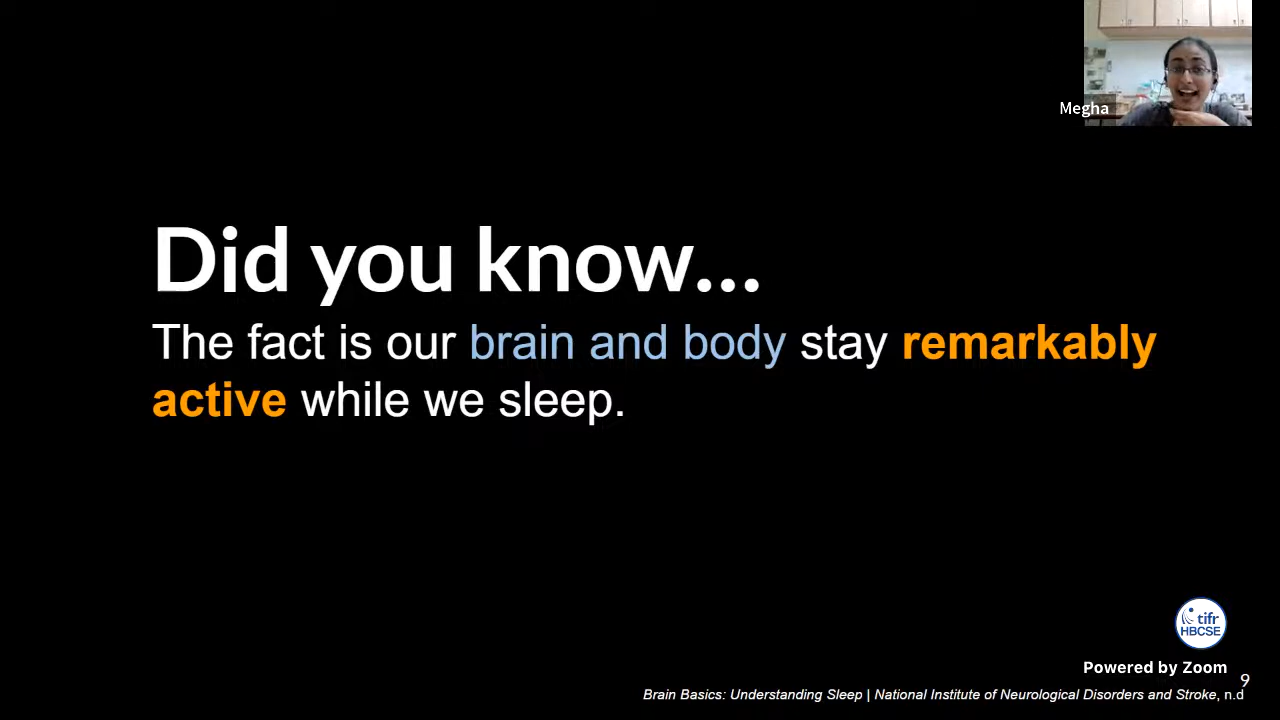 Megha
Did you know...
The fact is our brain and body stay remarkably
active while we sleep.
tifr
HBCSE
Powered by Zoom
9
Brain Basics: Understanding Sleep | National Institute of Neurological Disorders and Stroke, n.d